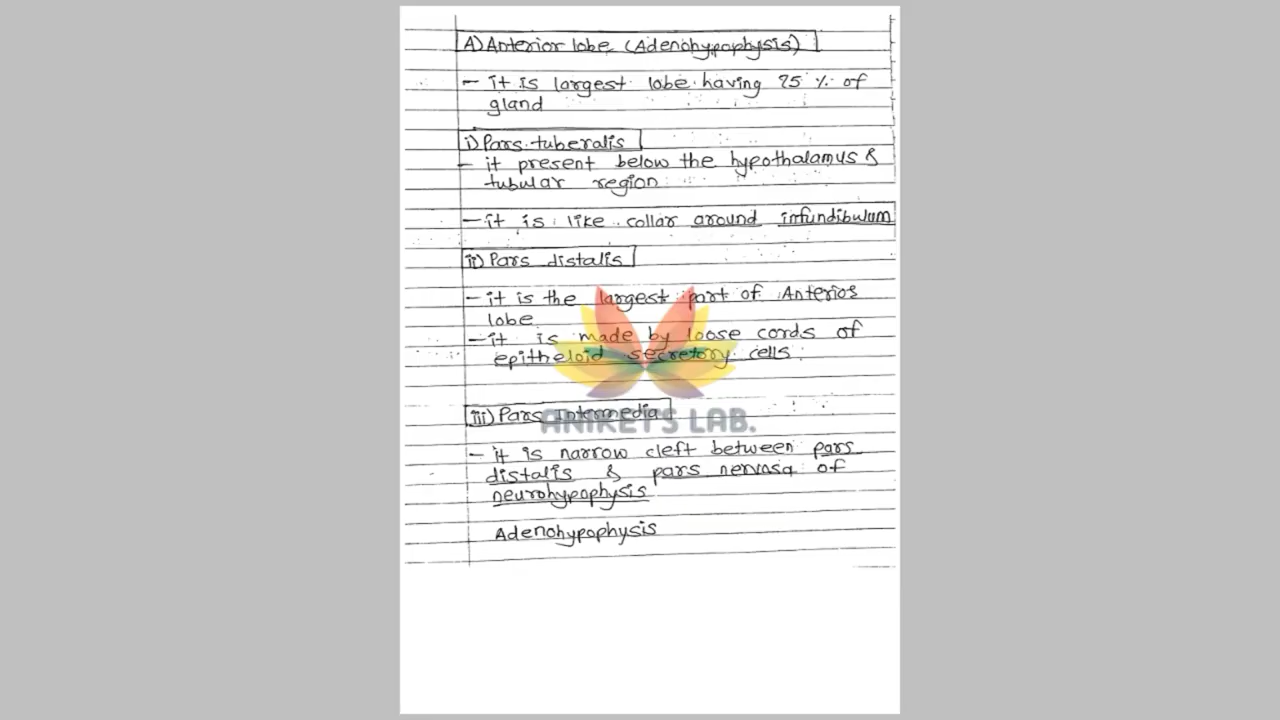 A) Anterior lobe (Adenohypophysis)
- it is largest lobe having 75 % of
gland
i) Pars tuberalis
- it present below the hypothalamus &
tubular region
- it is like collar around infundibulum
ii) Pars distalis
- it is the largest part of Anterior
lobe
- it is made by loose cords of
epitheloid secretory cells
iii) Pars Intermedia
ANIKET'S LAB.
- it is narrow cleft between pars
distalis & pars nervosa of
neurohypophysis
Adenohypophysis